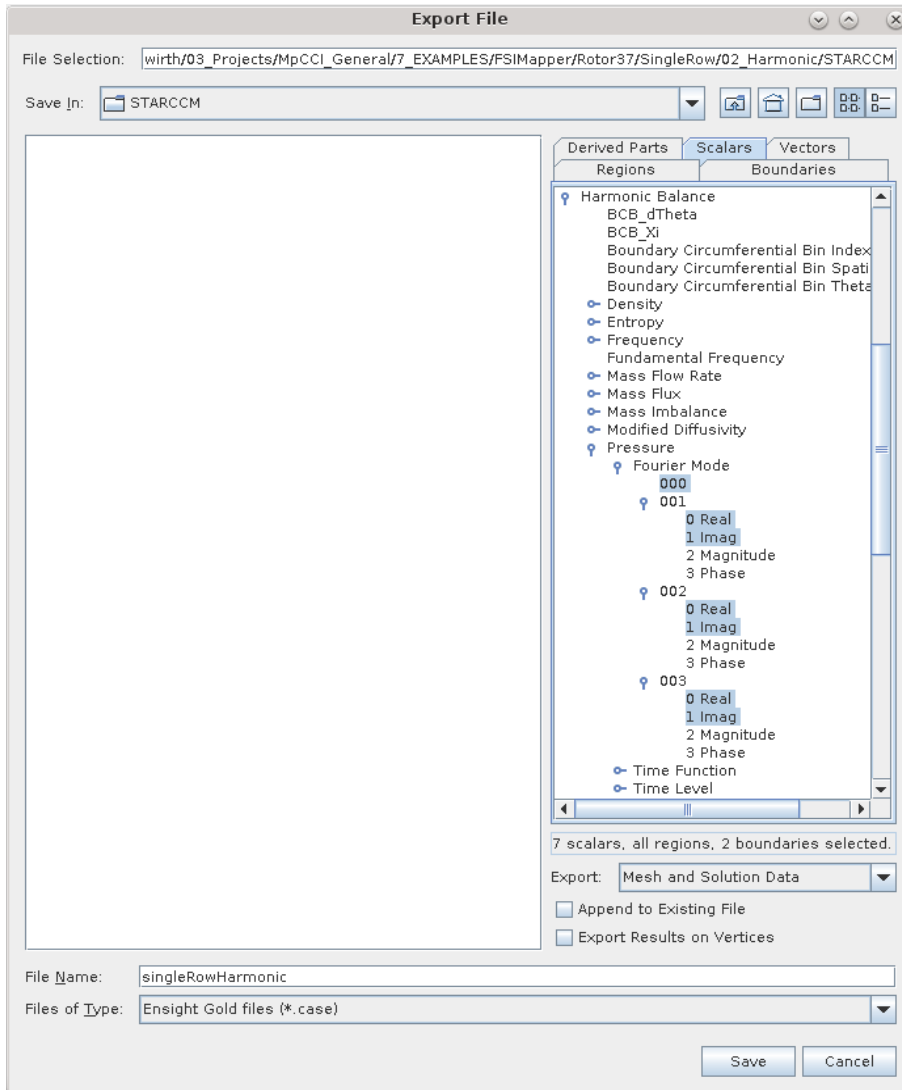 Export File
File Selection: wirth/03_Projects/MpCCI_General/7_EXAMPLES/FSIMapper/Rotor37/SingleRow/02_Harmonic/STARCCM
Save In: STARCCM
Derived Parts Scalars Vectors
Regions Boundaries
Harmonic Balance
BCB_dTheta
BCB_Xi
Boundary Circumferential Bin Index
Boundary Circumferential Bin Spati
Boundary Circumferential Bin Theta
Density
Entropy
Frequency
Fundamental Frequency
Mass Flow Rate
Mass Flux
Mass Imbalance
Modified Diffusivity
Pressure
Fourier Mode
000
001
0 Real
1 Imag
2 Magnitude
3 Phase
002
0 Real
1 Imag
2 Magnitude
3 Phase
003
0 Real
1 Imag
2 Magnitude
3 Phase
Time Function
Time Level
7 scalars, all regions, 2 boundaries selected.
Export: Mesh and Solution Data
Append to Existing File
Export Results on Vertices
File Name: singleRowHarmonic
Files of Type: Ensight Gold files (*.case)
Save Cancel